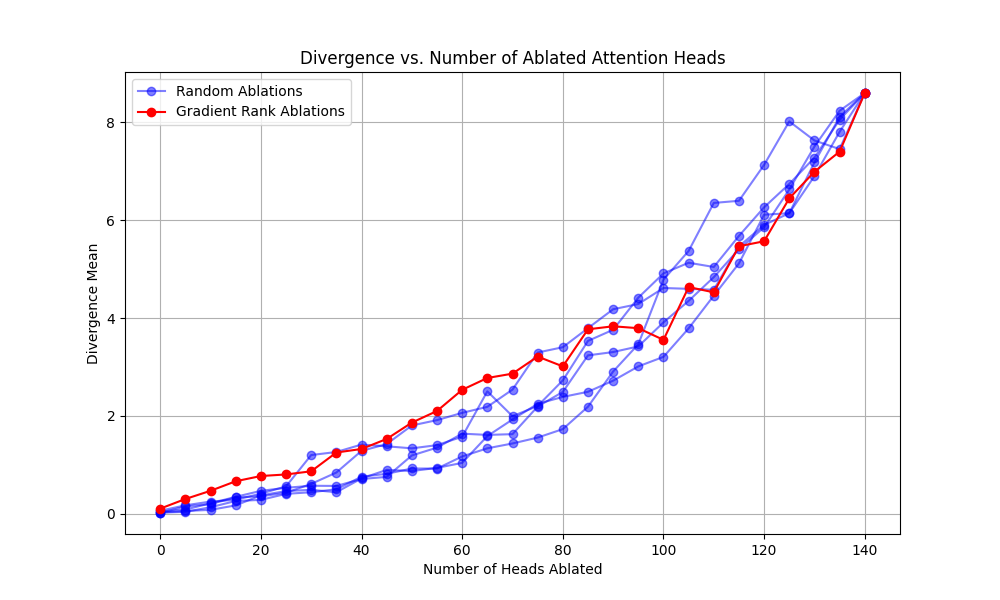 Divergence vs. Number of Ablated Attention Heads
Random Ablations
Gradient Rank Ablations
8
6
4
2
0
Divergence Mean
0 20 40 60 80 100 120 140
Number of Heads Ablated